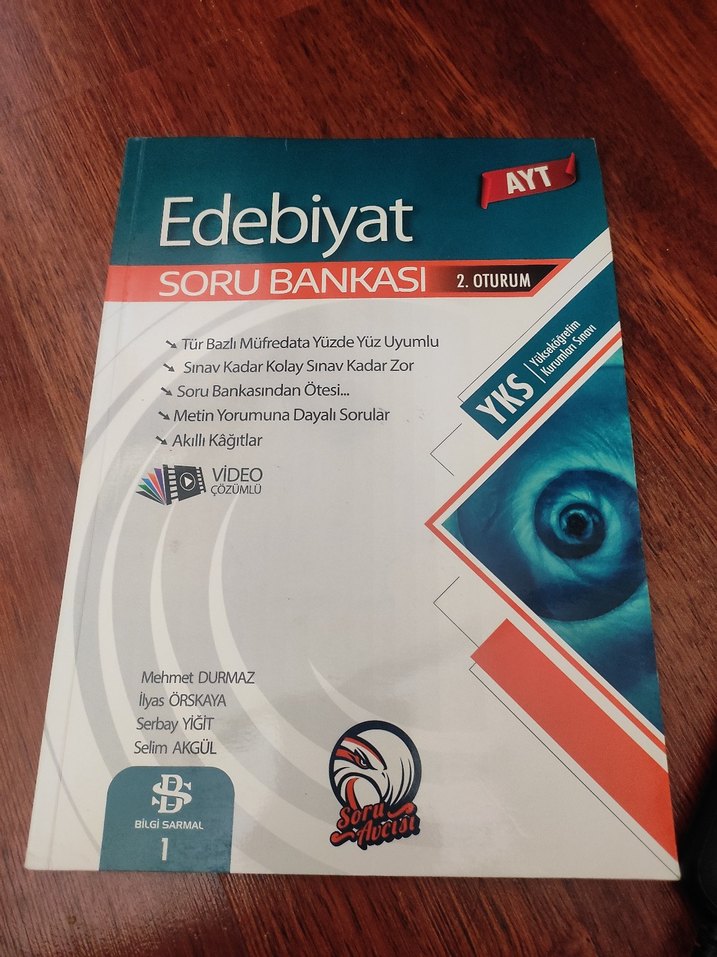 AYT
Edebiyat
SORU BANKASI
2. OTURUM
Tür Bazlı Müfredata Yüzde Yüz Uyumlu
Sınav Kadar Kolay Sınav Kadar Zor
Soru Bankasından Ötesi...
Metin Yorumuna Dayalı Sorular
Akıllı Kâğıtlar
VİDEO
ÇÖZÜMLÜ
YKS
Yükseköğretim
Kurumları Sınavı
Mehmet DURMAZ
İlyas ÖRSKAYA
Serbay YİĞİT
Selim AKGÜL
BS
BİLGİ SARMAL
1
Soru
Avcısı